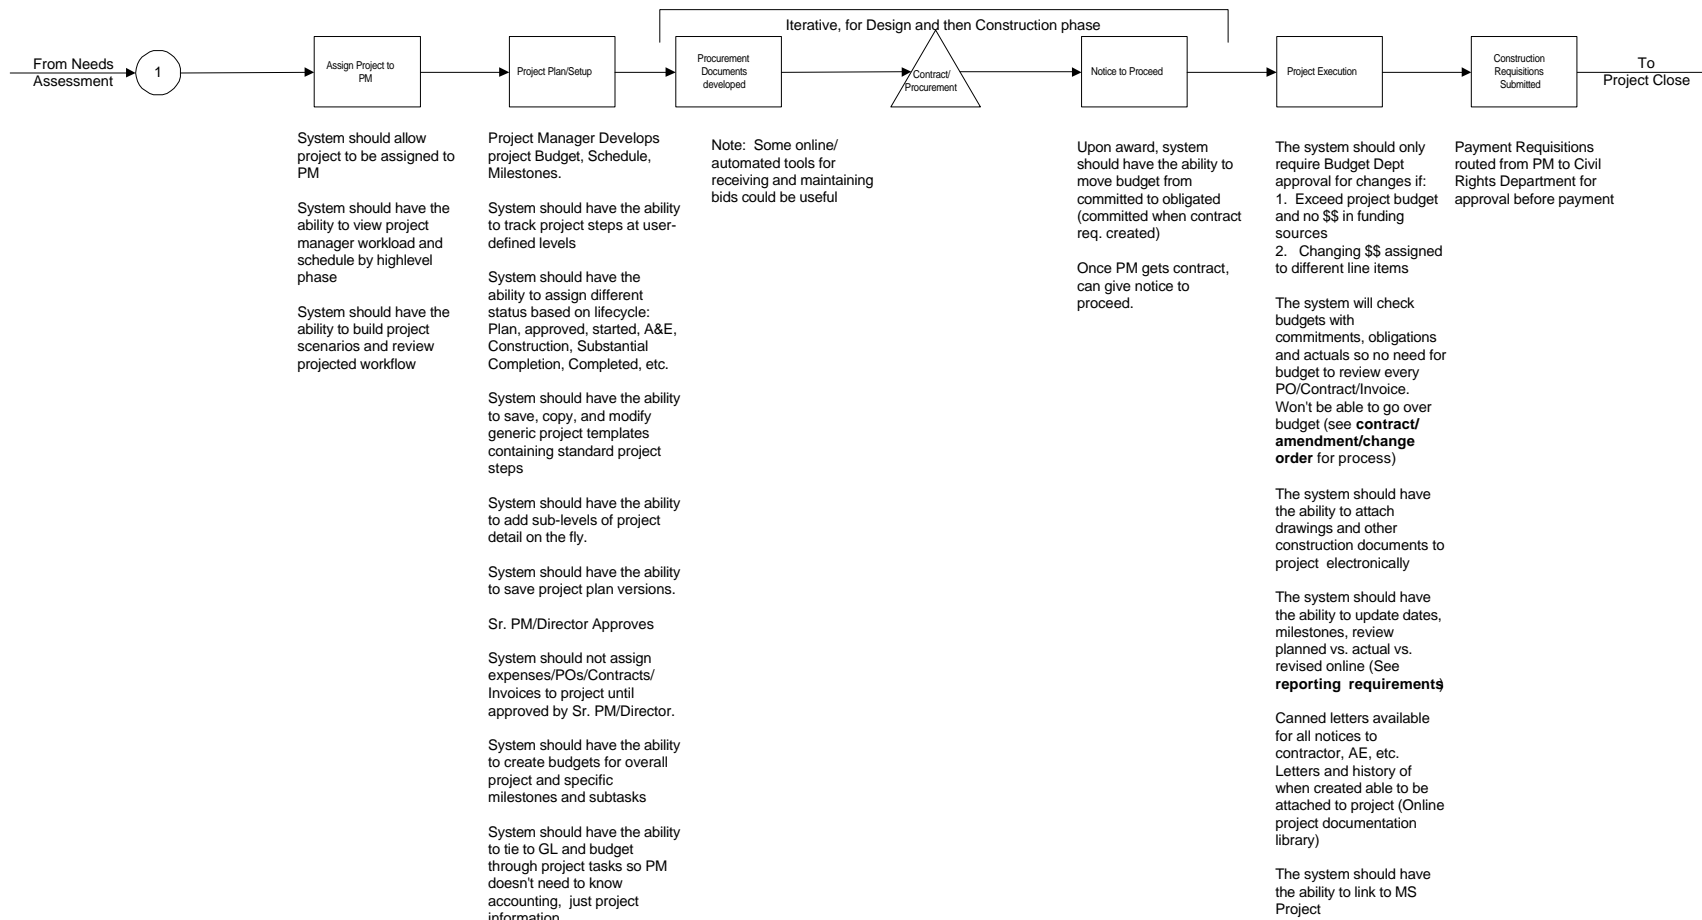 Iterative, for Design and then Construction phase
From Needs
Assessment
1
Assign Project to
PM
Project Plan/Setup
Procurement
Documents
developed
Contract/
Procurement
Notice to Proceed
Project Execution
Construction
Requisitions
Submitted
To
Project Close
System should allow
project to be assigned to
PM
System should have the
ability to view project
manager workload and
schedule by highlevel
phase
System should have the
ability to build project
scenarios and review
projected workflow
Project Manager Develops
project Budget, Schedule,
Milestones.
System should have the ability
to track project steps at user-
defined levels
System should have the
ability to assign different
status based on lifecycle:
Plan, approved, started, A&E,
Construction, Substantial
Completion, Completed, etc.
System should have the ability
to save, copy, and modify
generic project templates
containing standard project
steps
System should have the ability
to add sub-levels of project
detail on the fly.
System should have the ability
to save project plan versions.
Sr. PM/Director Approves
System should not assign
expenses/POs/Contracts/
Invoices to project until
approved by Sr. PM/Director.
System should have the ability
to create budgets for overall
project and specific
milestones and subtasks
System should have the ability
to tie to GL and budget
through project tasks so PM
doesn't need to know
accounting, just project
information
Note: Some online/
automated tools for
receiving and maintaining
bids could be useful
Upon award, system
should have the ability to
move budget from
committed to obligated
(committed when contract
req. created)
Once PM gets contract,
can give notice to
proceed.
The system should only
require Budget Dept
approval for changes if:
1. Exceed project budget
and no $$ in funding
sources
2. Changing $$ assigned
to different line items
The system will check
budgets with
commitments, obligations
and actuals so no need for
budget to review every
PO/Contract/Invoice.
Won't be able to go over
budget (see contract/
amendment/change
order for process)
The system should have
the ability to attach
drawings and other
construction documents to
project electronically
The system should have
the ability to update dates,
milestones, review
planned vs. actual vs.
revised online (See
reporting requirements)
Canned letters available
for all notices to
contractor, AE, etc.
Letters and history of
when created able to be
attached to project (Online
project documentation
library)
The system should have
the ability to link to MS
Project
Payment Requisitions
routed from PM to Civil
Rights Department for
approval before payment